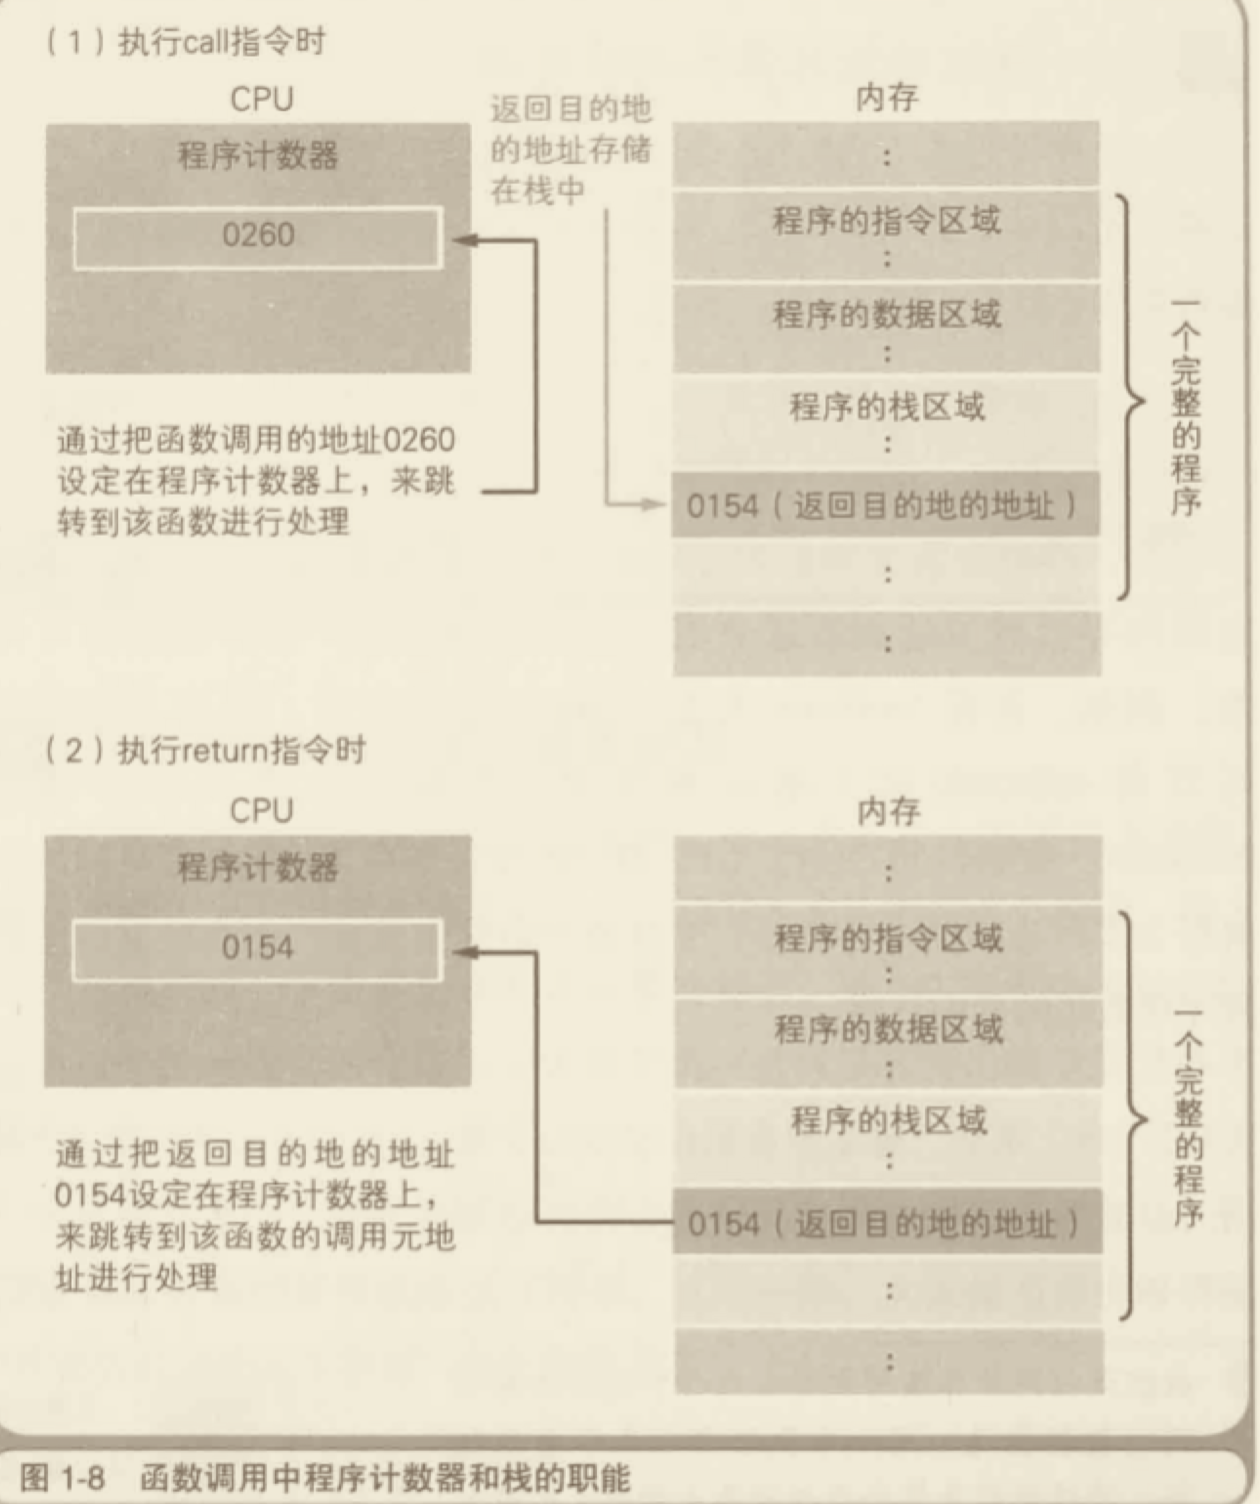 （1）执行call指令时
CPU
程序计数器
0260
通过把函数调用的地址0260
设定在程序计数器上，来跳
转到该函数进行处理
返回目的地
的地址存储
在栈中
内存
:
程序的指令区域
:
程序的数据区域
:
程序的栈区域
:
0154（返回目的地的地址）
:
:
一个完整的程序
（2）执行return指令时
CPU
程序计数器
0154
通过把返回目的地的地址
0154设定在程序计数器上，
来跳转到该函数的调用元地
址进行处理
内存
:
程序的指令区域
:
程序的数据区域
:
程序的栈区域
:
0154（返回目的地的地址）
:
:
一个完整的程序
图 1-8 函数调用中程序计数器和栈的职能